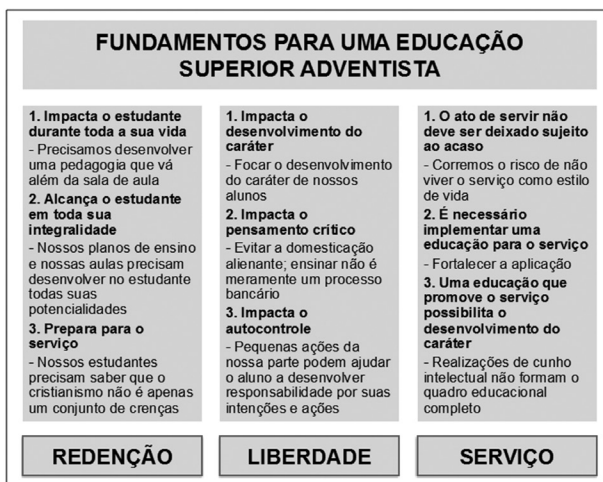 FUNDAMENTOS PARA UMA EDUCAÇÃO
SUPERIOR ADVENTISTA
1. Impacta o estudante
durante toda a sua vida
- Precisamos desenvolver
uma pedagogia que vá
além da sala de aula
2. Alcança o estudante
em toda sua
integralidade
- Nossos planos de ensino
e nossas aulas precisam
desenvolver no estudante
todas suas
potencialidades
3. Prepara para o
serviço
- Nossos estudantes
precisam saber que o
cristianismo não é apenas
um conjunto de crenças
REDENÇÃO
1. Impacta o
desenvolvimento do
caráter
- Focar o desenvolvimento
do caráter de nossos
alunos
2. Impacta o
pensamento crítico
- Evitar a domesticação
alienante; ensinar não é
meramente um processo
bancário
3. Impacta o
autocontrole
- Pequenas ações da
nossa parte podem ajudar
o aluno a desenvolver
responsabilidade por suas
intenções e ações
LIBERDADE
1. O ato de servir não
deve ser deixado sujeito
ao acaso
- Corremos o risco de não
viver o serviço como estilo
de vida
2. É necessário
implementar uma
educação para o serviço
- Fortalecer a aplicação
3. Uma educação que
promove o serviço
possibilita o
desenvolvimento do
caráter
- Realizações de cunho
intelectual não formam o
quadro educacional
completo
SERVIÇO